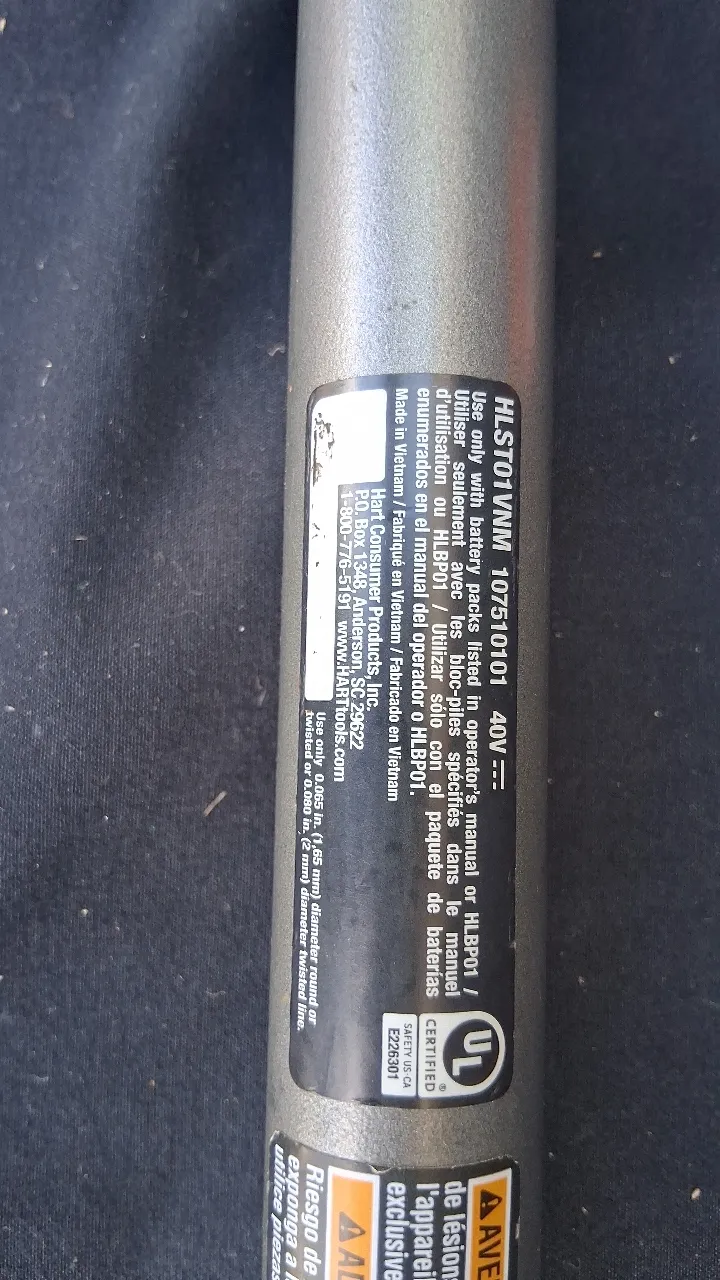 HLST01VNM 107510101 40V
Use only with battery packs listed in operator's manual or HLBP01 /
Utiliser seulement avec les bloc-piles spécifiés dans le manuel
d'utilisation ou HLBP01 / Utilizar sólo con el paquete de baterías
enumerados en el manual del operador o HLBP01.
Made in Vietnam / Fabriqué en Vietnam / Fabricado en Vietnam
Hart Consumer Products, Inc.
P.O. Box 1348, Anderson, SC 29622
1-800-776-5191 www.HARTtools.com
Use only 0.065 in. (1,65 mm) diameter round or
twisted or 0.080 in. (2 mm) diameter twisted line.
UL
CERTIFIED®
SAFETY US-CA
E226301
AVE
de lésion
l'appareil
exclusive
AD
Riesgo de
exponga a l
utilice piezas